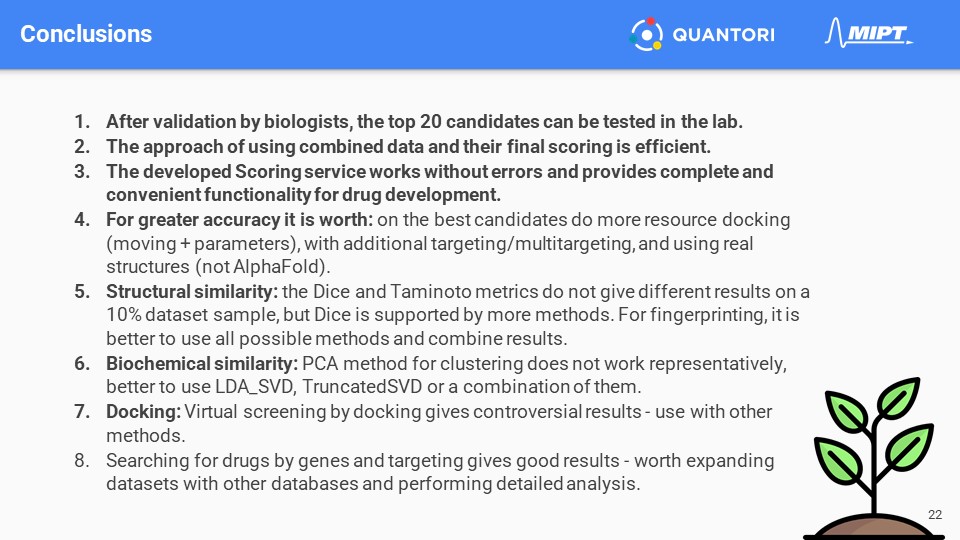 Conclusions
QUANTORI
MIPT
1. After validation by biologists, the top 20 candidates can be tested in the lab.
2. The approach of using combined data and their final scoring is efficient.
3. The developed Scoring service works without errors and provides complete and
convenient functionality for drug development.
4. For greater accuracy it is worth: on the best candidates do more resource docking
(moving + parameters), with additional targeting/multitargeting, and using real
structures (not AlphaFold).
5. Structural similarity: the Dice and Taminoto metrics do not give different results on a
10% dataset sample, but Dice is supported by more methods. For fingerprinting, it is
better to use all possible methods and combine results.
6. Biochemical similarity: PCA method for clustering does not work representatively,
better to use LDA_SVD, TruncatedSVD or a combination of them.
7. Docking: Virtual screening by docking gives controversial results - use with other
methods.
8. Searching for drugs by genes and targeting gives good results - worth expanding
datasets with other databases and performing detailed analysis.
22